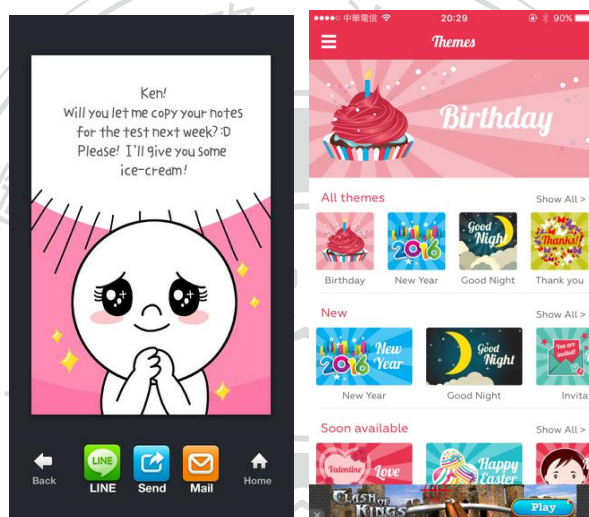 Ken!
Will you let me copy your notes
for the test next week? :D
Please! I'll give you some
ice-cream!
LINE
Back
LINE
Send
Mail
Home
中華電信
20:29
90%
Themes
Birthday
All themes
Show All >
2016
Good
Night
Thanks!
Birthday
New Year
Good Night
Thank you
New
Show All >
2016
New
Year
Good
Night
You are
invited!
New Year
Good Night
Invita
Soon available
Show All >
Valentine
Love
Happy
Easter
CLASH OF
KINGS
Play